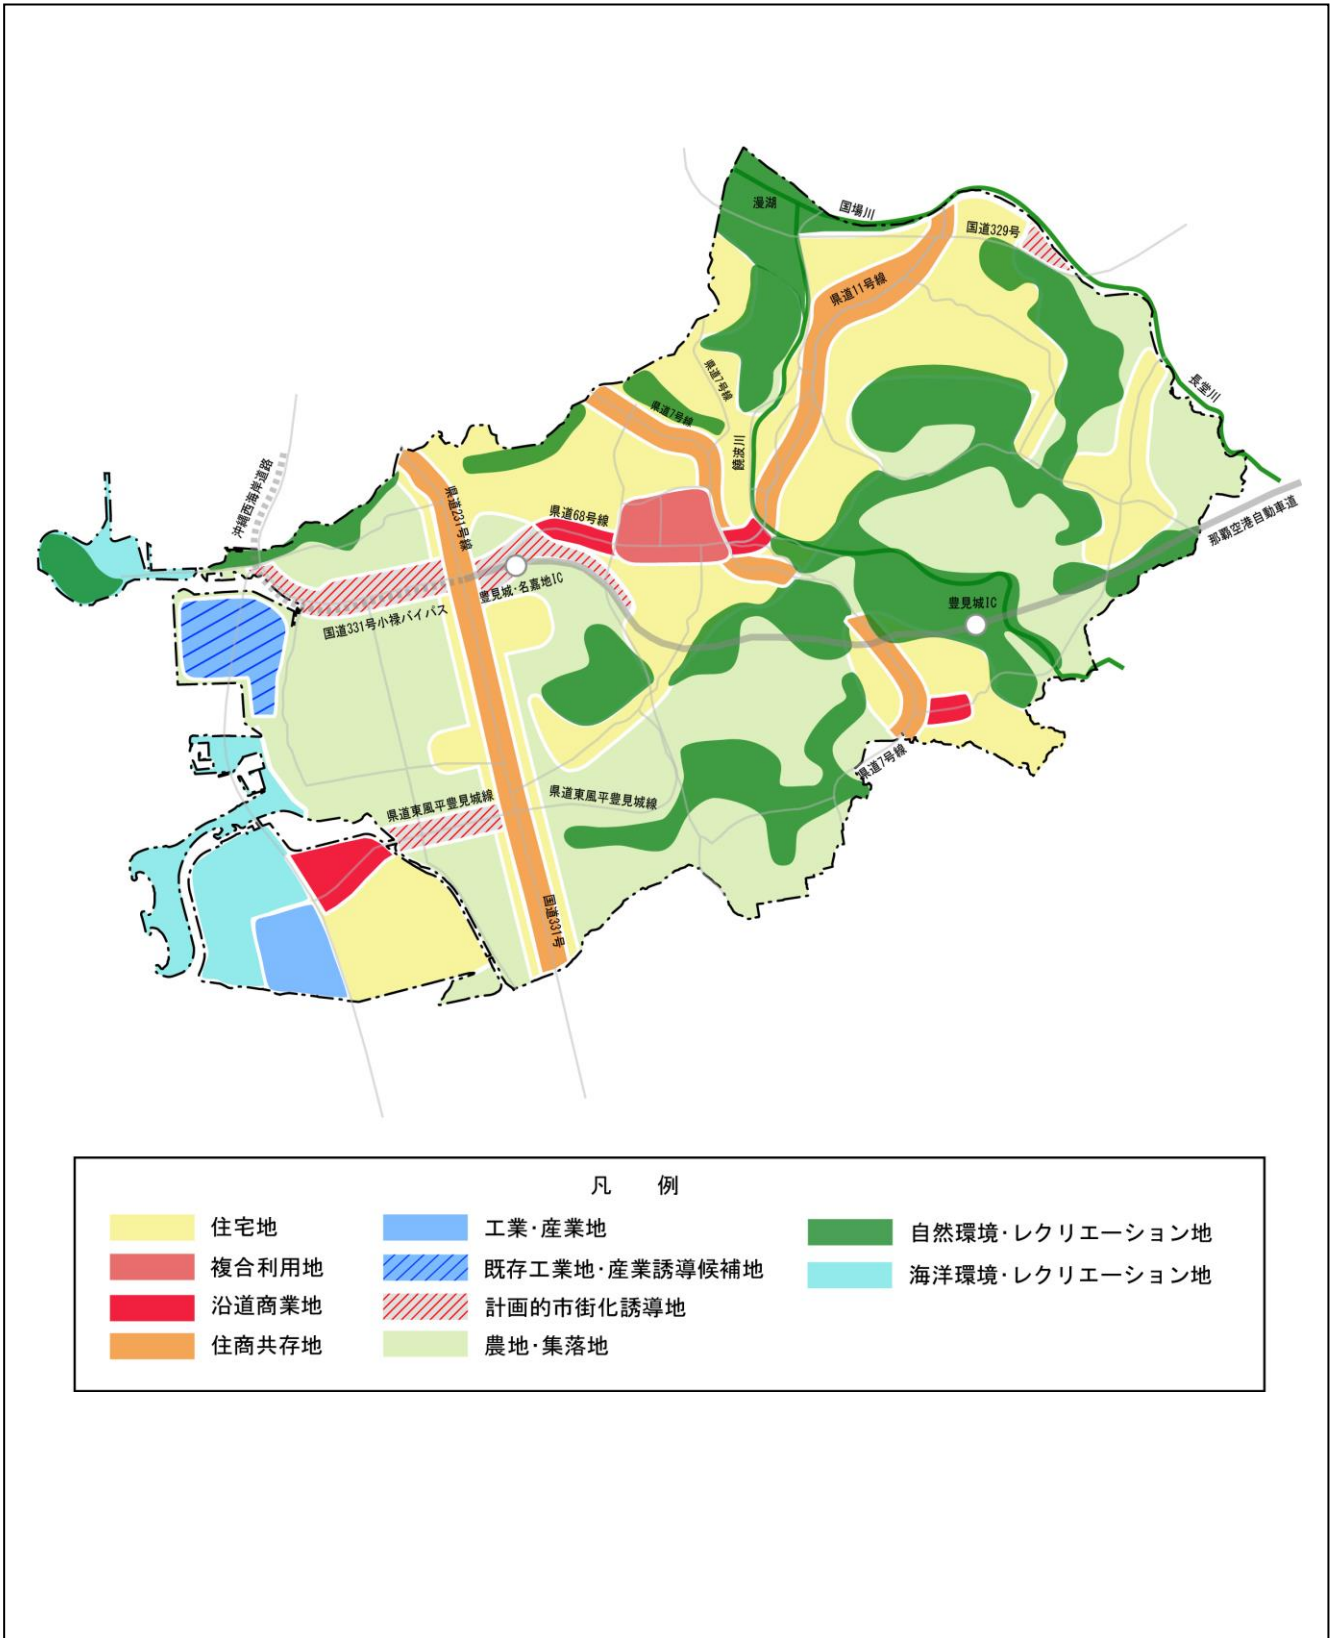 漫湖
国場川
国道329号
県道11号線
県道7号線
県道7号線
長堂川
饒波川
沖縄西海岸道路
県道231号線
県道68号線
那覇空港自動車道
豊見城・名嘉地IC
国道331号小禄バイパス
豊見城IC
県道7号線
県道東風平豊見城線
県道東風平豊見城線
国道331号
凡 例
住宅地
複合利用地
沿道商業地
住商共存地
工業・産業地
既存工業地・産業誘導候補地
計画的市街化誘導地
農地・集落地
自然環境・レクリエーション地
海洋環境・レクリエーション地